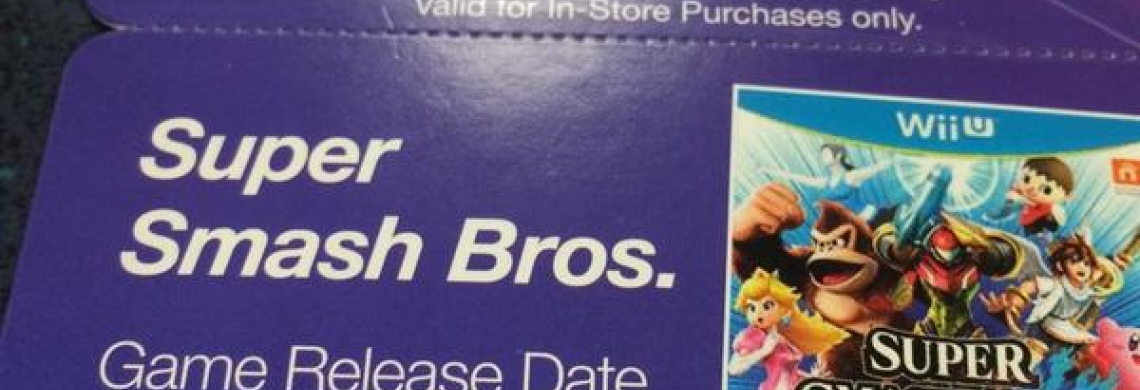 Valid for In-Store Purchases only.
Super
Smash Bros.
Game Release Date
Wii U
SUPER